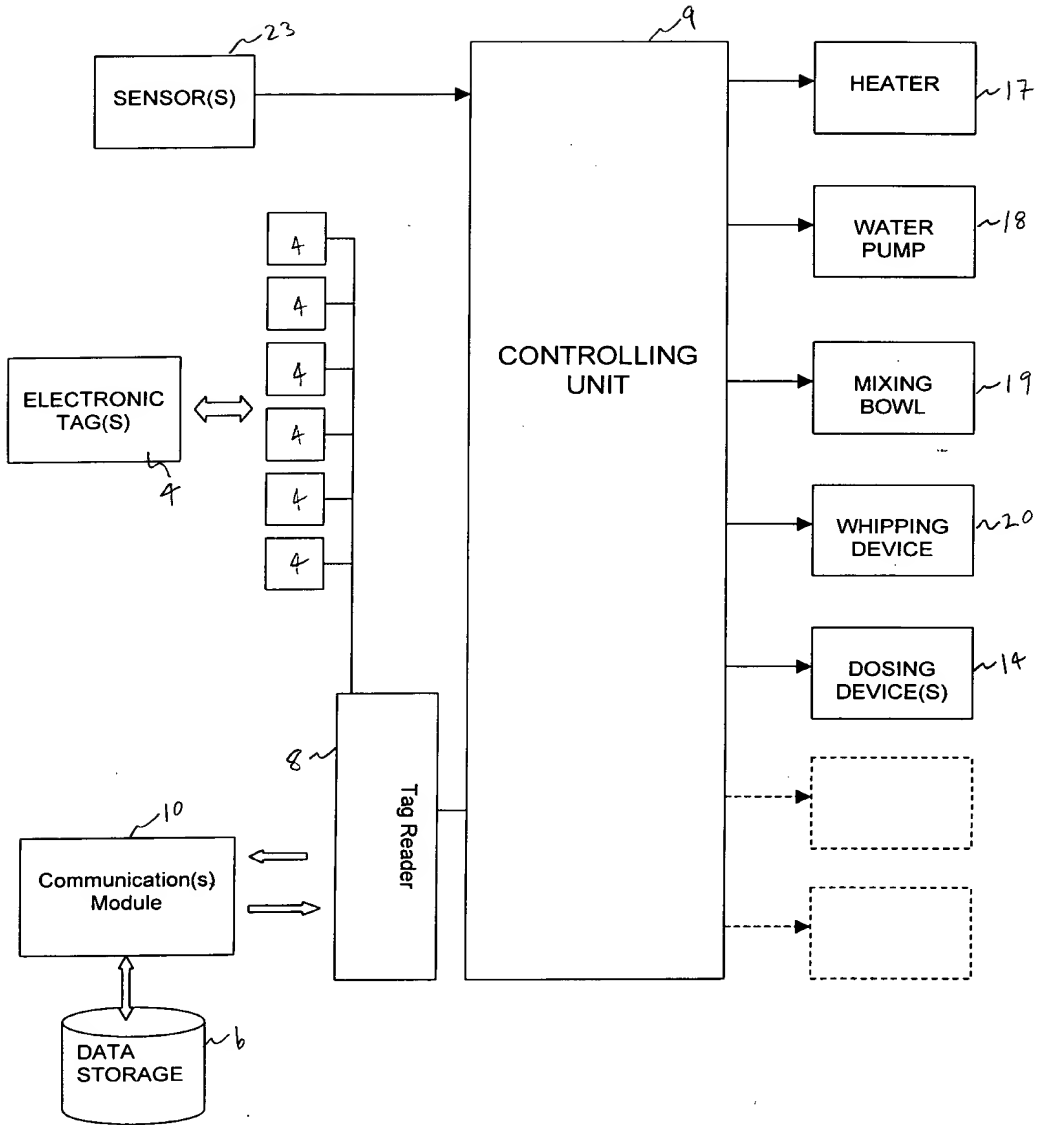 23
SENSOR(S)
9
HEATER
17
WATER
PUMP
18
4
4
4
4
4
4
ELECTRONIC
TAG(S)
4
CONTROLLING
UNIT
MIXING
BOWL
19
WHIPPING
DEVICE
20
DOSING
DEVICE(S)
14
8
Tag Reader
10
Communication(s)
Module
DATA
STORAGE
6